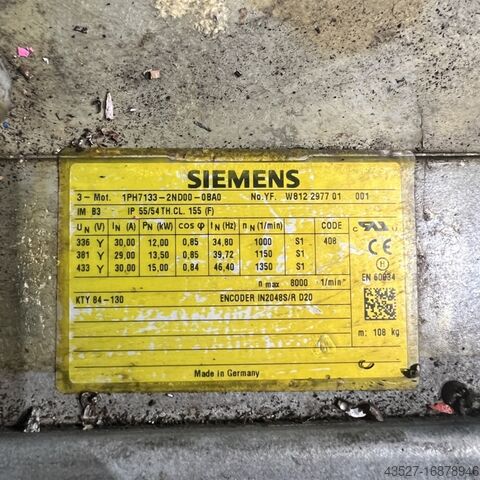 SIEMENS
3-Mot. 1PH7133-2ND00-0BA0 No.YF. W812 2977 01 001
IM B3 IP 55/54 TH.CL. 155 (F)
U N (V) I N (A) P N (kW) cos φ f N (Hz) n N (1/min) CODE
336 Y 30,00 12,00 0,85 34,80 1000 S1 408
381 Y 29,00 13,50 0,85 39,72 1150 S1
433 Y 30,00 15,00 0,84 46,40 1350 S1
n max 8000 1/min
EN 60034
KTY 84-130 ENCODER IN2048S/R D20
m: 108 kg
Made in Germany
43527-16878946